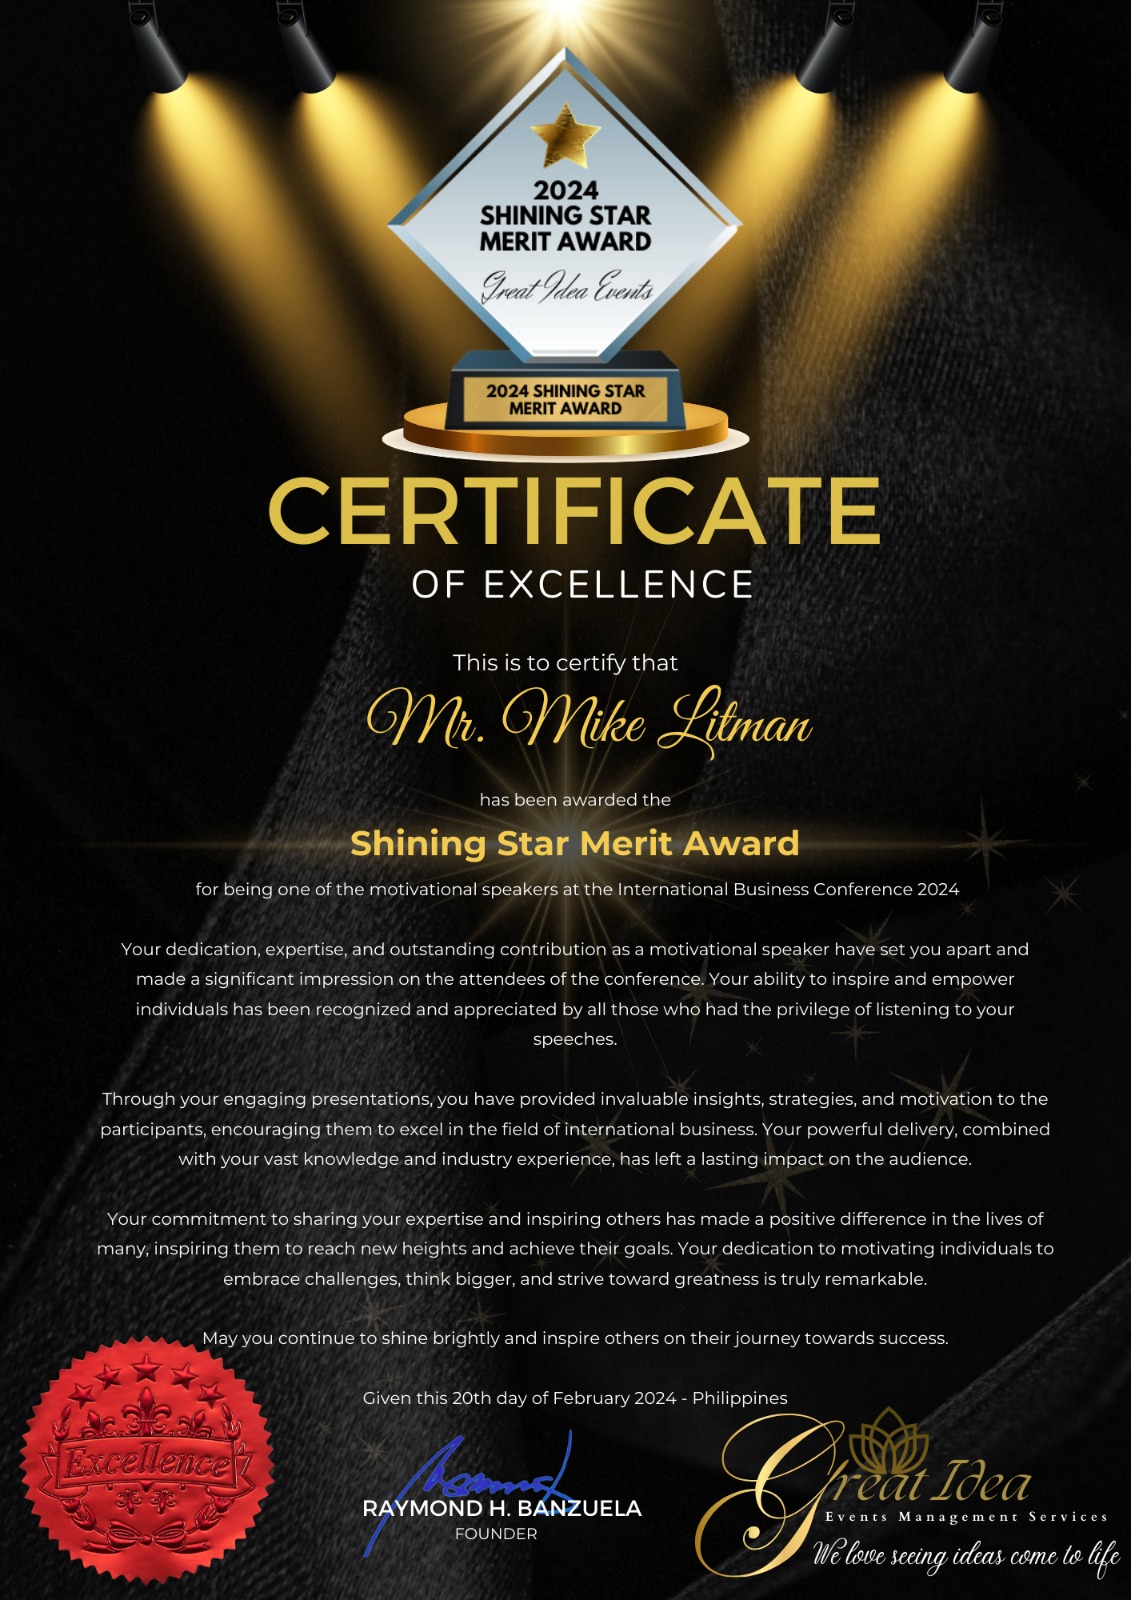 2024
SHINING STAR
MERIT AWARD
Great Idea Events
2024 SHINING STAR
MERIT AWARD
CERTIFICATE
OF EXCELLENCE
This is to certify that
Mr. Mike Litman
has been awarded the
Shining Star Merit Award
for being one of the motivational speakers at the International Business Conference 2024
Your dedication, expertise, and outstanding contribution as a motivational speaker have set you apart and
made a significant impression on the attendees of the conference. Your ability to inspire and empower
individuals has been recognized and appreciated by all those who had the privilege of listening to your
speeches.
Through your engaging presentations, you have provided invaluable insights, strategies, and motivation to the
participants, encouraging them to excel in the field of international business. Your powerful delivery, combined
with your vast knowledge and industry experience, has left a lasting impact on the audience.
Your commitment to sharing your expertise and inspiring others has made a positive difference in the lives of
many, inspiring them to reach new heights and achieve their goals. Your dedication to motivating individuals to
embrace challenges, think bigger, and strive toward greatness is truly remarkable.
May you continue to shine brightly and inspire others on their journey towards success.
Given this 20th day of February 2024 - Philippines
Excellence
RAYMOND H. BANZUELA
FOUNDER
Great Idea
Events Management Services
We love seeing ideas come to life